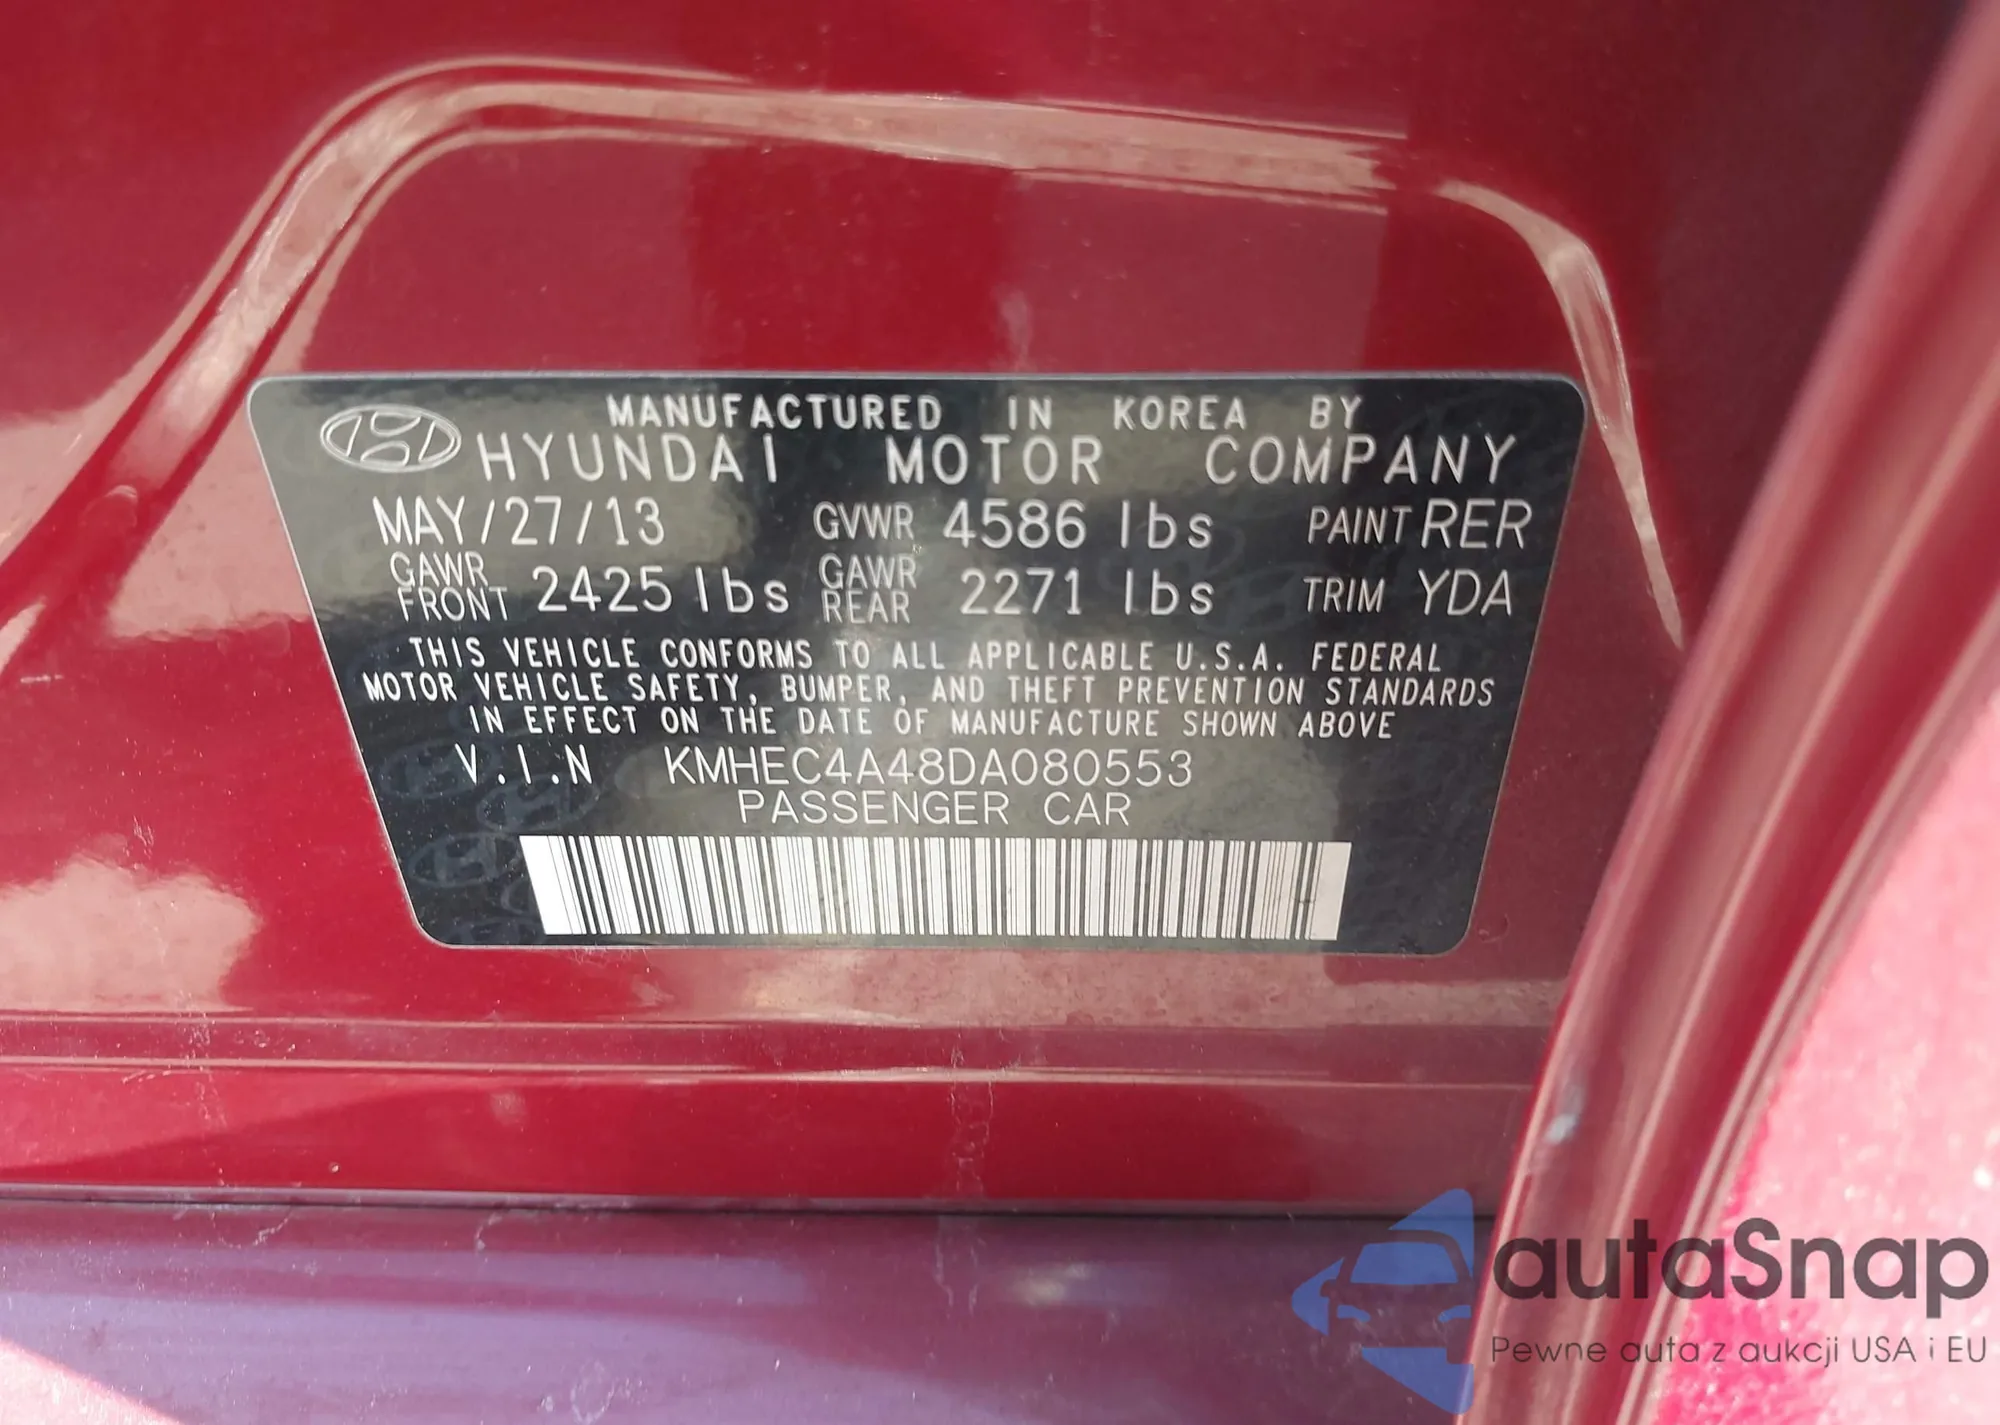 MANUFACTURED IN KOREA BY
HYUNDAI MOTOR COMPANY
MAY/27/13 GVWR 4586 lbs PAINT RER
GAWR FRONT 2425 lbs GAWR REAR 2271 lbs TRIM YDA
THIS VEHICLE CONFORMS TO ALL APPLICABLE U.S.A. FEDERAL
MOTOR VEHICLE SAFETY, BUMPER, AND THEFT PREVENTION STANDARDS
IN EFFECT ON THE DATE OF MANUFACTURE SHOWN ABOVE
V.I.N KMHEC4A48DA080553
PASSENGER CAR
autaSnap
Pewne auta z aukcji USA i EU